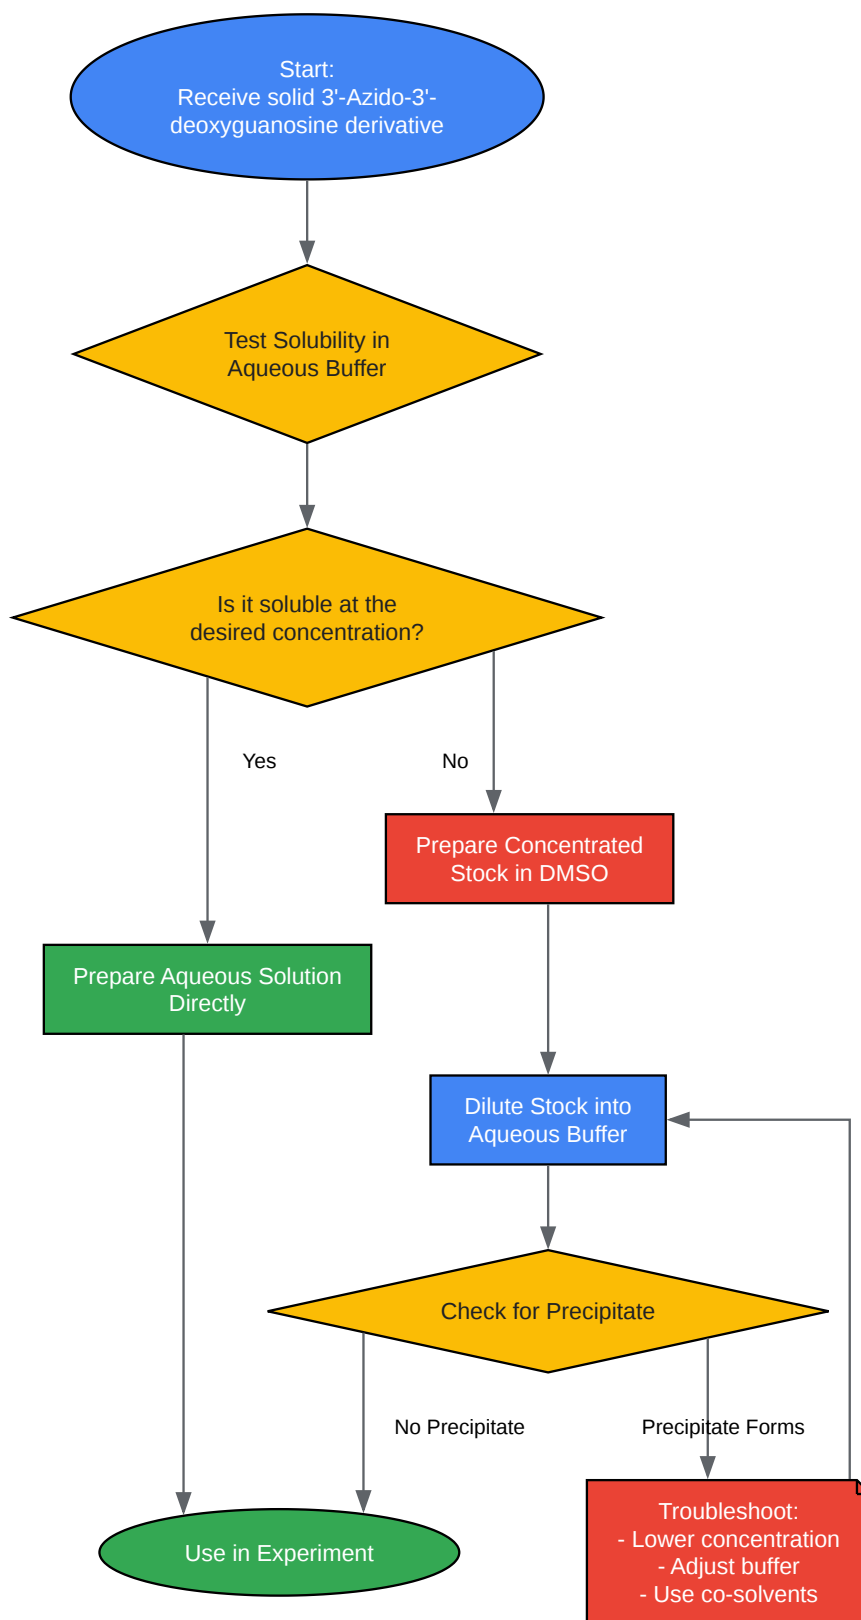 Start:
Receive solid 3'-Azido-3'-
deoxyguanosine derivative
Test Solubility in
Aqueous Buffer
Is it soluble at the
desired concentration?
Yes
No
Prepare Concentrated
Stock in DMSO
Prepare Aqueous Solution
Directly
Dilute Stock into
Aqueous Buffer
Check for Precipitate
No Precipitate
Precipitate Forms
Use in Experiment
Troubleshoot:
- Lower concentration
- Adjust buffer
- Use co-solvents